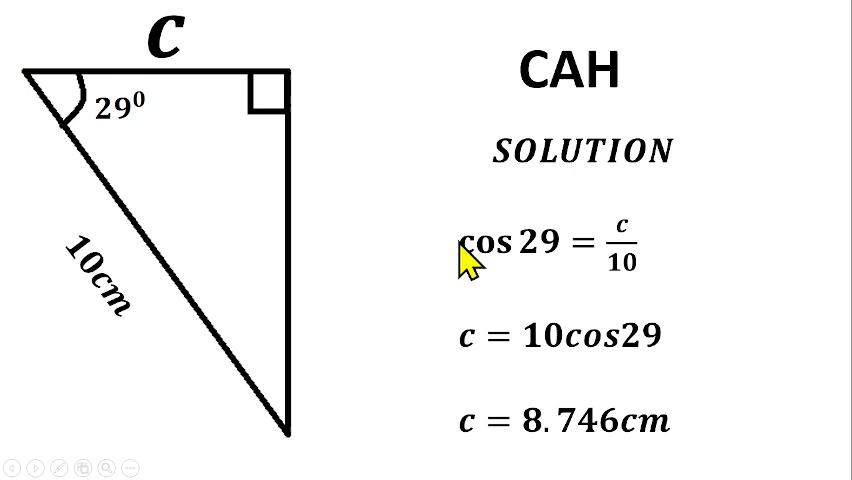 C
29⁰
10cm
CAH
SOLUTION
cos 29 = c/10
c = 10cos29
c = 8.746cm